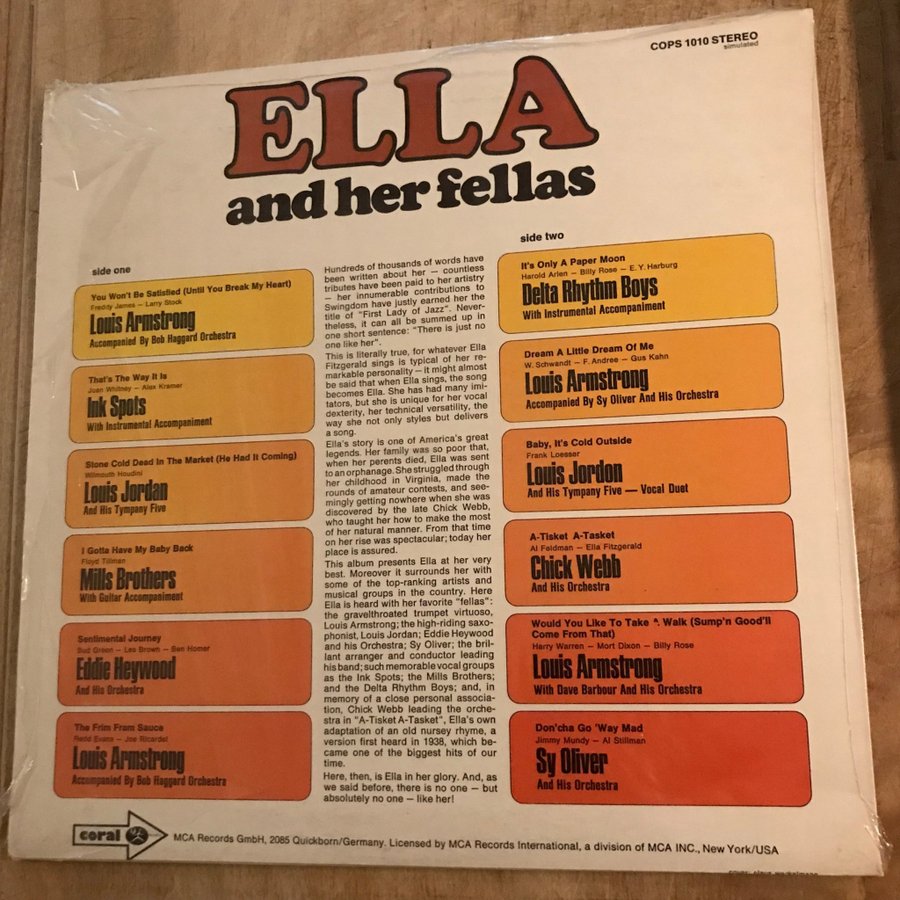 COPS 1010 STEREO
simulated
ELLA
and her fellas
side one
You Won't Be Satisfied (Until You Break My Heart)
Freddy James – Larry Stock
Louis Armstrong
Accompanied By Bob Haggard Orchestra
That's The Way It Is
Joan Whitney – Alex Kramer
Ink Spots
With Instrumental Accompaniment
Stone Cold Dead In The Market (He Had It Coming)
Wilmouth Houdini
Louis Jordan
And His Tympany Five
I Gotta Have My Baby Back
Floyd Tillman
Mills Brothers
With Guitar Accompaniment
Sentimental Journey
Bud Green – Les Brown – Ben Homer
Eddie Heywood
And His Orchestra
The Frim Fram Sauce
Redd Evans – Joe Ricardel
Louis Armstrong
Accompanied By Bob Haggard Orchestra
Hundreds of thousands of words have
been written about her – countless
tributes have been paid to her artistry
– her innumerable contributions to
Swingdom have justly earned her the
title of "First Lady of Jazz". Never-
theless, it can all be summed up in
one short sentence: "There is just no
one like her".
This is literally true, for whatever Ella
Fitzgerald sings is typical of her re-
markable personality – it might almost
be said that when Ella sings, the song
becomes Ella. She has had many imi-
tators, but she is unique for her vocal
dexterity, her technical versatility, the
way she not only styles but delivers
a song.
Ella's story is one of America's great
legends. Her family was so poor that,
when her perents died, Ella was sent
to an orphanage. She struggled through
her childhood in Virginia, made the
rounds of amateur contests, and see-
mingly getting nowhere when she was
discovered by the late Chick Webb,
who taught her how to make the most
of her natural manner. From that time
on her rise was spectacular; today her
place is assured.
This album presents Ella at her very
best. Moreover it surrounds her with
some of the top-ranking artists and
musical groups in the country. Here
Ella is heard with her favorite "fellas":
the gravelthroated trumpet virtuoso,
Louis Armstrong; the high-riding saxo-
phonist, Louis Jordan; Eddie Heywood
and his Orchestra; Sy Oliver; the bril-
lant arranger and conductor leading
his band; such memorable vocal groups
as the Ink Spots; the Mills Brothers;
and the Delta Rhythm Boys; and, in
memory of a close personal associa-
tion, Chick Webb leading the orche-
stra in "A-Tisket A-Tasket", Ella's own
adaptation of an old nursey rhyme, a
version first heard in 1938, which be-
came one of the biggest hits of our
time.
Here, then, is Ella in her glory. And, as
we said before, there is no one – but
absolutely no one – like her!
side two
It's Only A Paper Moon
Harold Arlen – Billy Rose – E. Y. Harburg
Delta Rhythm Boys
With Instrumental Accompaniment
Dream A Little Dream Of Me
W. Schwandt – F. Andree – Gus Kahn
Louis Armstrong
Accompanied By Sy Oliver And His Orchestra
Baby, It's Cold Outside
Frank Loesser
Louis Jordon
And His Tympany Five — Vocal Duet
A-Tisket A-Tasket
Al Feldman – Ella Fitzgerald
Chick Webb
And His Orchestra
Would You Like To Take A Walk (Sump'n Good'll
Come From That)
Harry Warren – Mort Dixon – Billy Rose
Louis Armstrong
With Dave Barbour And His Orchestra
Don'cha Go 'Way Mad
Jimmy Mundy – Al Stillman
Sy Oliver
And His Orchestra
coral
MCA Records GmbH, 2085 Quickborn/Germany. Licensed by MCA Records International, a division of MCA INC., New York/USA